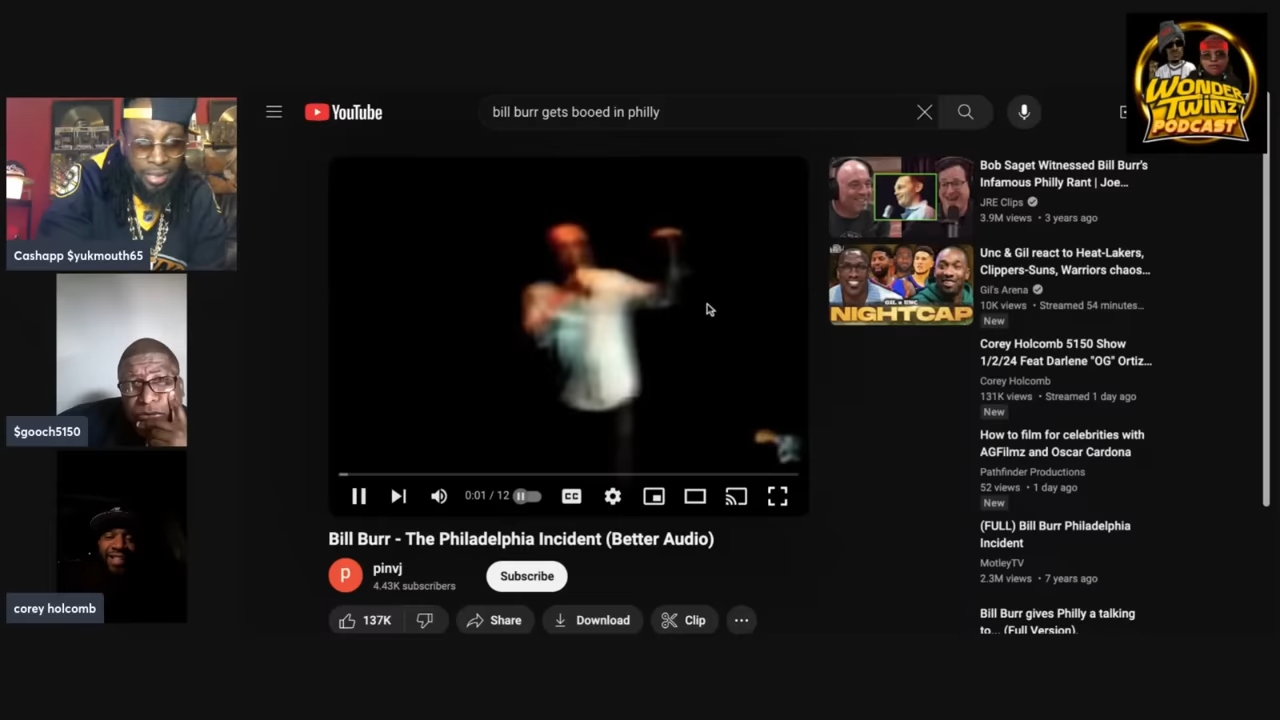 WONDER
TWINZ
PODCAST
YouTube
bill burr gets booed in philly
Cashapp $yukmouth65
$gooch5150
corey holcomb
0:01 / 12
CC
Bill Burr - The Philadelphia Incident (Better Audio)
P
pinvj
4.43K subscribers
Subscribe
137K
Share
Download
Clip
Bob Saget Witnessed Bill Burr's
Infamous Philly Rant | Joe...
JRE Clips
3.9M views • 3 years ago
GIL x UNC
NIGHTCAP
Unc & Gil react to Heat-Lakers,
Clippers-Suns, Warriors chaos...
Gil's Arena
10K views • Streamed 54 minutes...
New
Corey Holcomb 5150 Show
1/2/24 Feat Darlene "OG" Ortiz...
Corey Holcomb
131K views • Streamed 1 day ago
New
How to film for celebrities with
AGFilmz and Oscar Cardona
Pathfinder Productions
52 views • 1 day ago
New
(FULL) Bill Burr Philadelphia
Incident
MotleyTV
2.3M views • 7 years ago
Bill Burr gives Philly a talking
to... (Full Version).